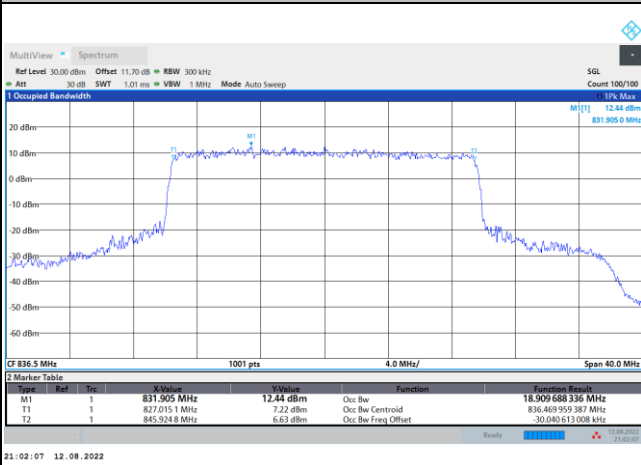 MultiView Spectrum
Ref Level 30.00 dBm Offset 11.70 dB RBW 300 kHz SGL
Att 30 dB SWT 1.01 ms VBW 1 MHz Mode Auto Sweep Count 100/100
1 Occupied Bandwidth 1Pk Max
M1[1] 12.44 dBm
831.905 0 MHz
20 dBm
M1
T1 T2
10 dBm
0 dBm
-10 dBm
-20 dBm
-30 dBm
-40 dBm
-50 dBm
-60 dBm
CF 836.5 MHz 1001 pts 4.0 MHz/ Span 40.0 MHz
2 Marker Table
Type Ref Trc X-Value Y-Value Function Function Result
M1 1 831.905 MHz 12.44 dBm Occ Bw 18.909 688 336 MHz
T1 1 827.015 1 MHz 7.22 dBm Occ Bw Centroid 836.469 959 387 MHz
T2 1 845.924 8 MHz 6.63 dBm Occ Bw Freq Offset -30.040 613 008 kHz
Ready 12.08.2022
21:02:07
21:02:07 12.08.2022